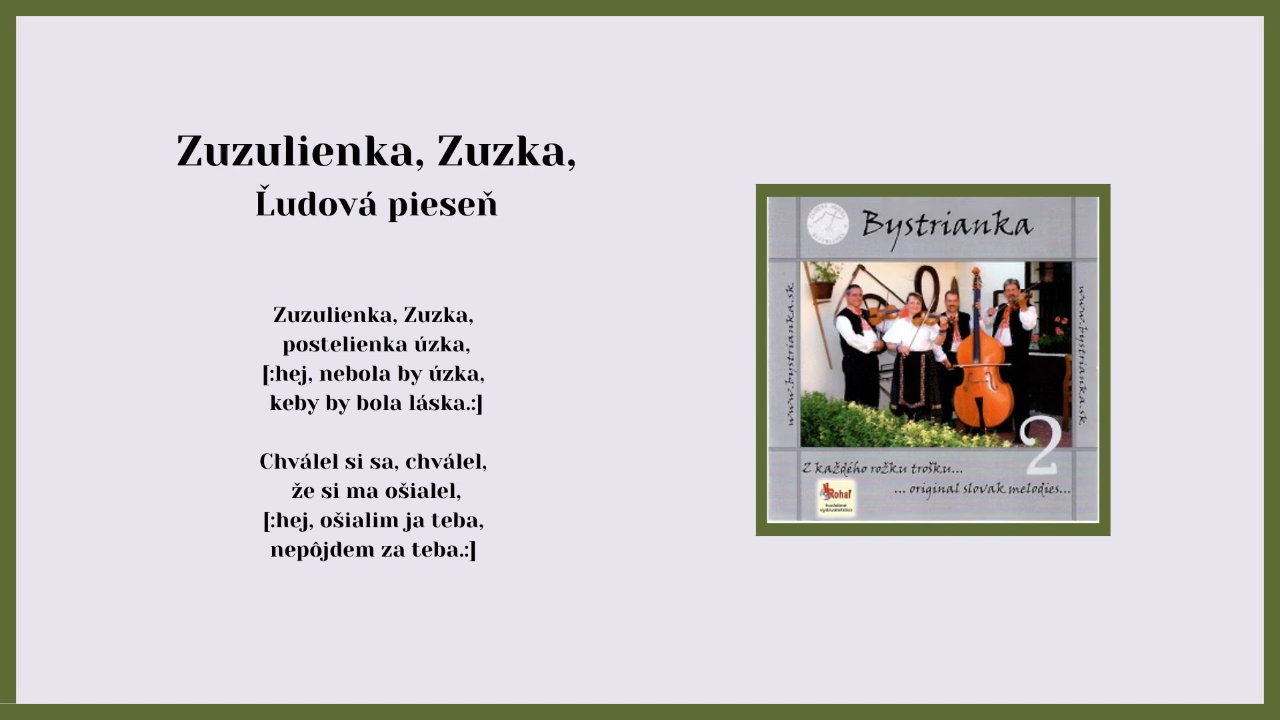 Zuzulienka, Zuzka,
Ľudová pieseň
Zuzulienka, Zuzka,
postelienka úzka,
[:hej, nebola by úzka,
keby by bola láska.:]
Chválel si sa, chválel,
že si ma ošialel,
[:hej, ošialim ja teba,
nepôjdem za teba.:]
Bystrianka
www.bystrianka.sk
www.bystrianka.sk
2
Z každého rožku trošku...
... original slovak melodies...
Rohaľ
hudobné
vydavateľstvo